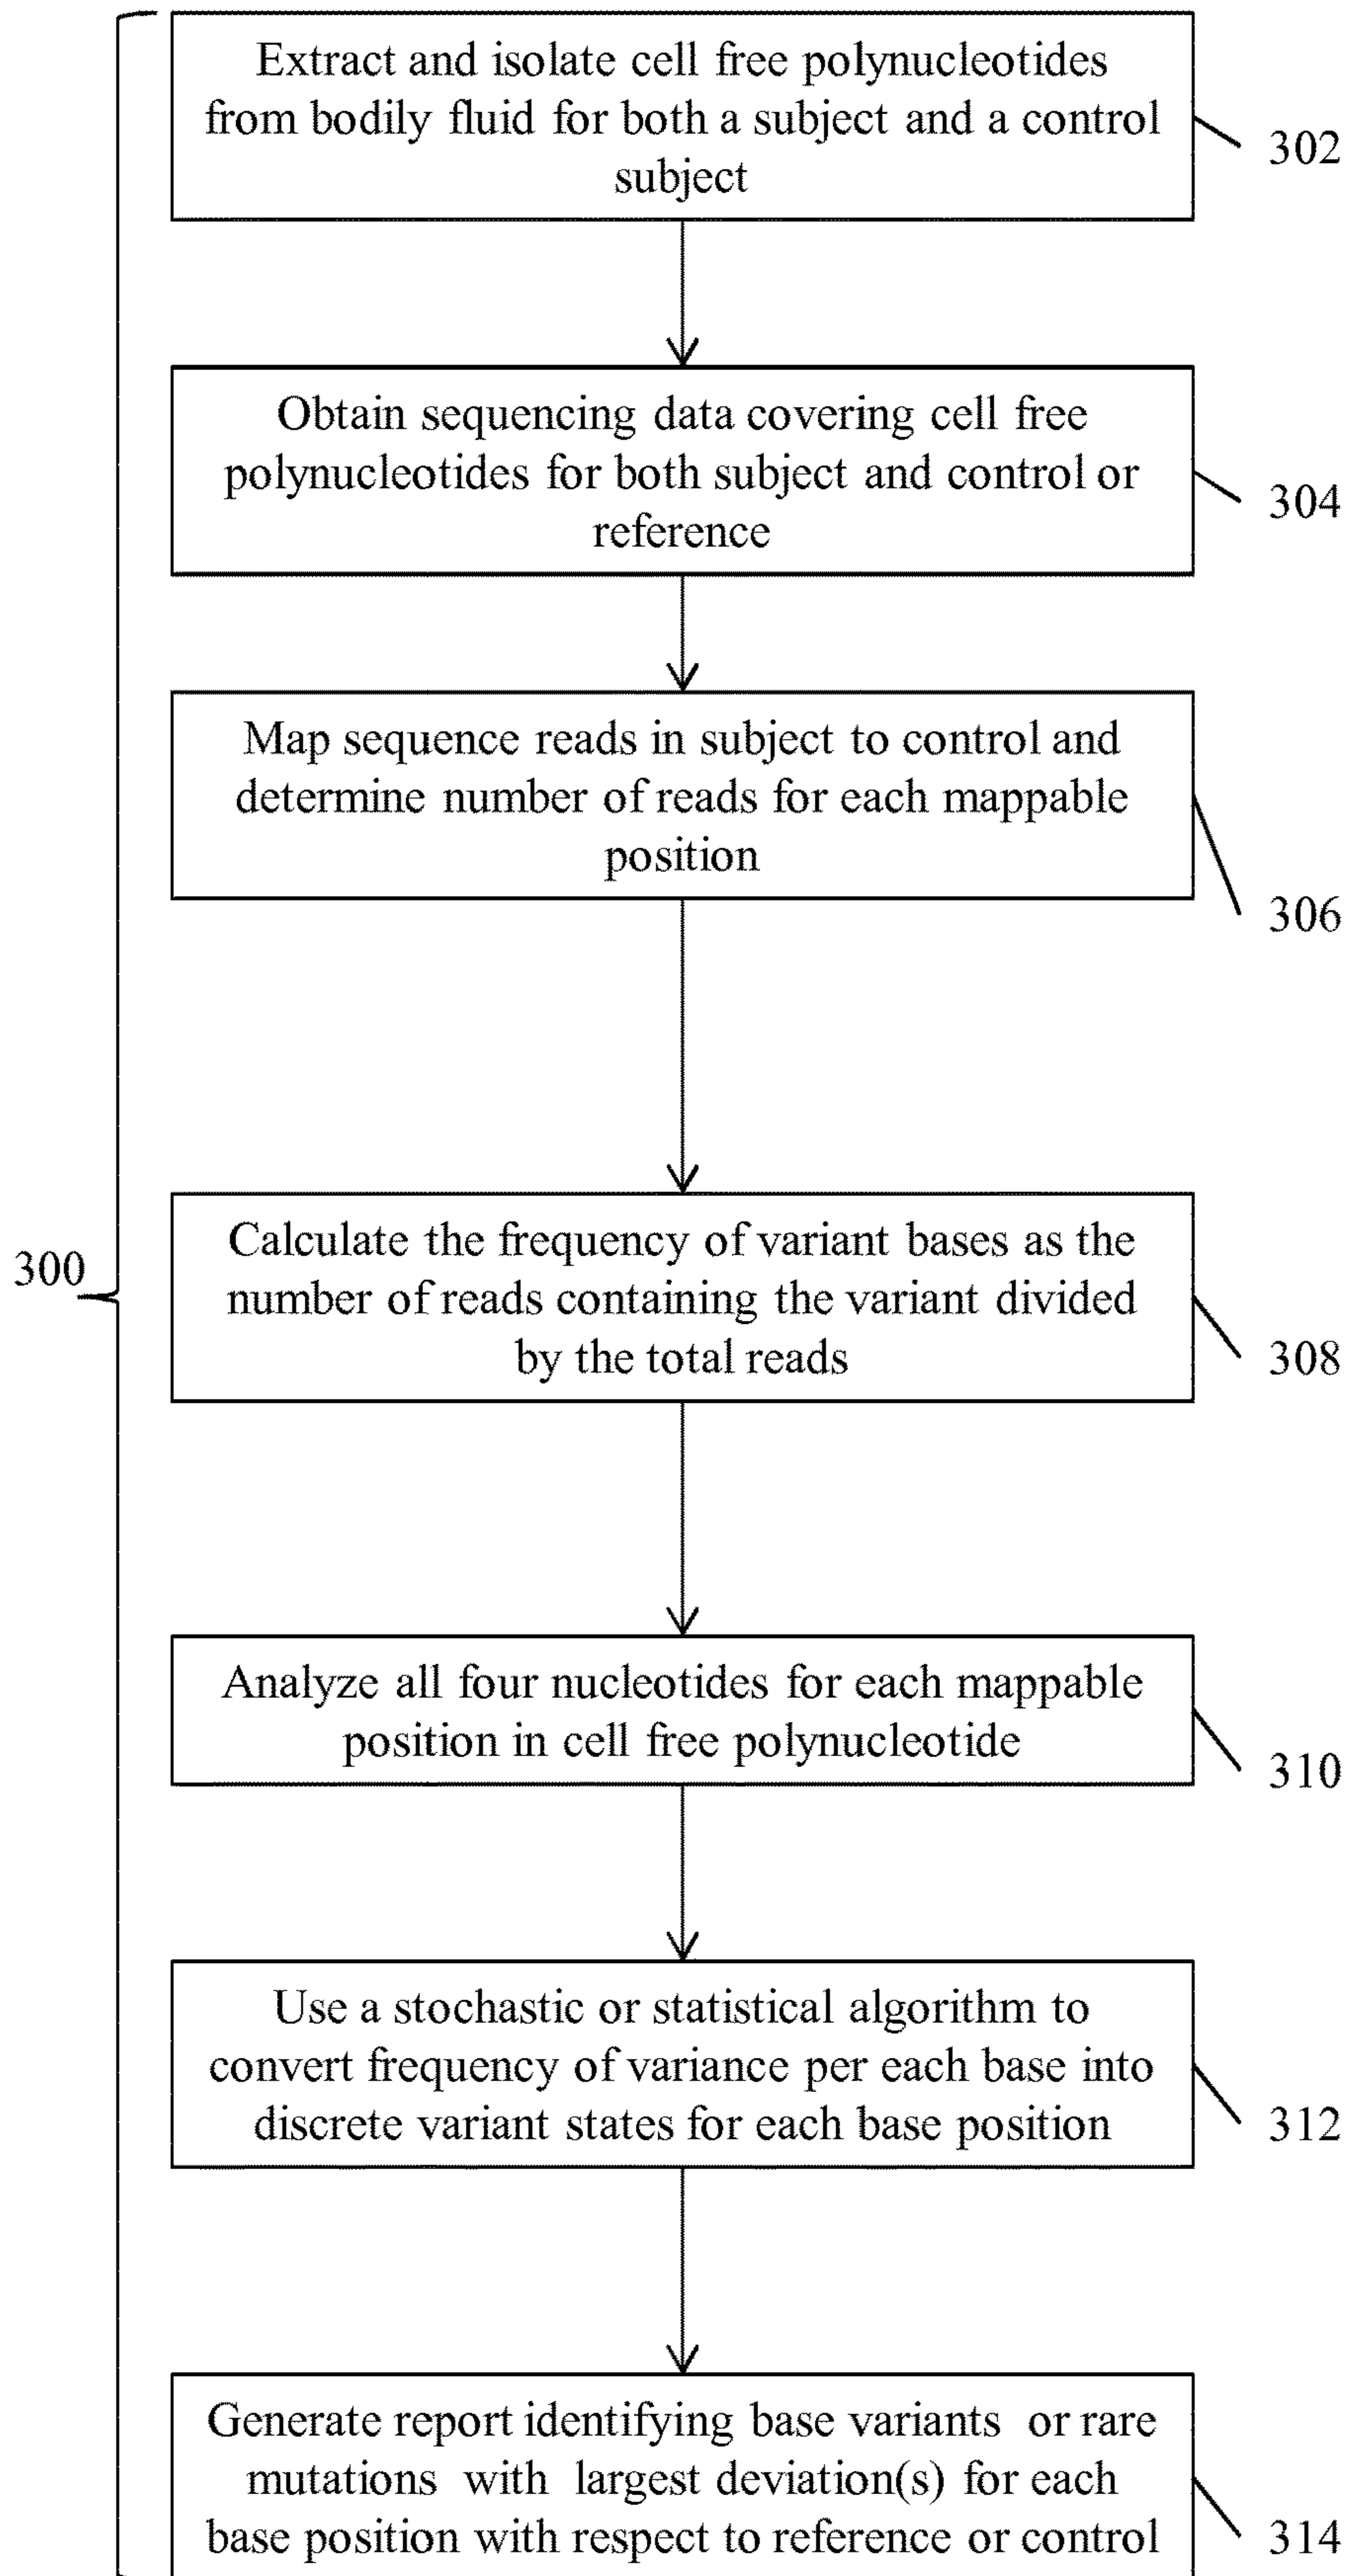 Extract and isolate cell free polynucleotides
from bodily fluid for both a subject and a control
subject
302
Obtain sequencing data covering cell free
polynucleotides for both subject and control or
reference
304
Map sequence reads in subject to control and
determine number of reads for each mappable
position
306
300
Calculate the frequency of variant bases as the
number of reads containing the variant divided
by the total reads
308
Analyze all four nucleotides for each mappable
position in cell free polynucleotide
310
Use a stochastic or statistical algorithm to
convert frequency of variance per each base into
discrete variant states for each base position
312
Generate report identifying base variants or rare
mutations with largest deviation(s) for each
base position with respect to reference or control
314